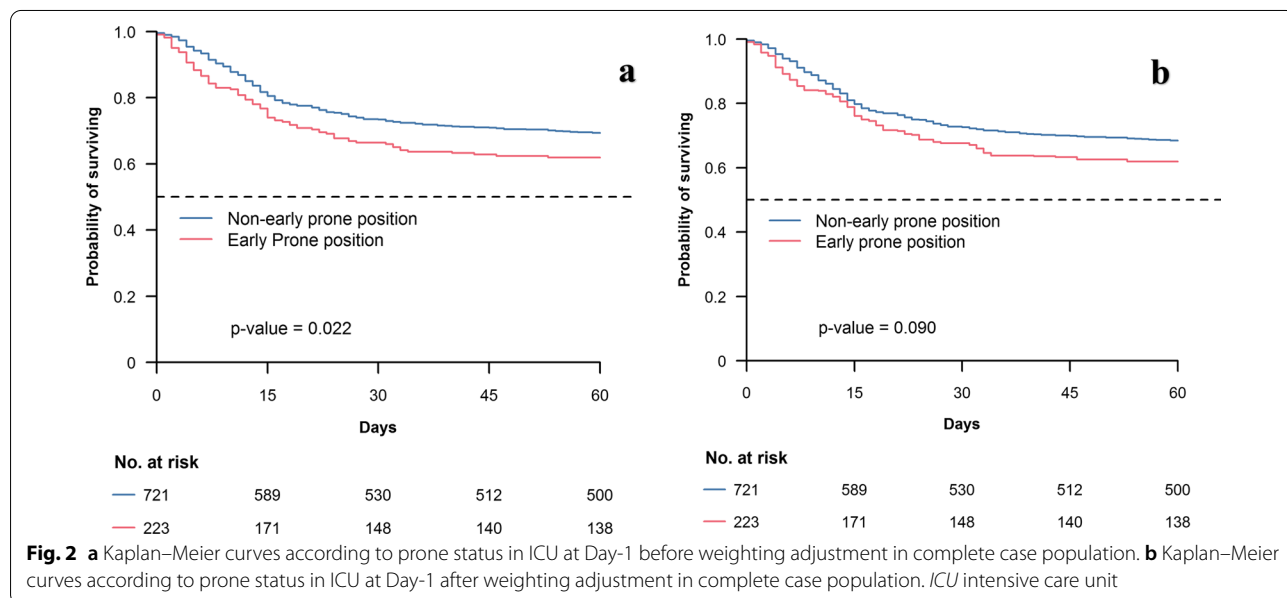 a
Probability of surviving
1.0
0.8
0.6
0.4
0.2
0
Non-early prone position
Early Prone position
p-value = 0.022
0 15 30 45 60
Days
No. at risk
721 589 530 512 500
223 171 148 140 138
b
Probability of surviving
1.0
0.8
0.6
0.4
0.2
0
Non-early prone position
Early prone position
p-value = 0.090
0 15 30 45 60
Days
No. at risk
721 589 530 512 500
223 171 148 140 138
Fig. 2 a Kaplan–Meier curves according to prone status in ICU at Day-1 before weighting adjustment in complete case population. b Kaplan–Meier
curves according to prone status in ICU at Day-1 after weighting adjustment in complete case population. ICU intensive care unit